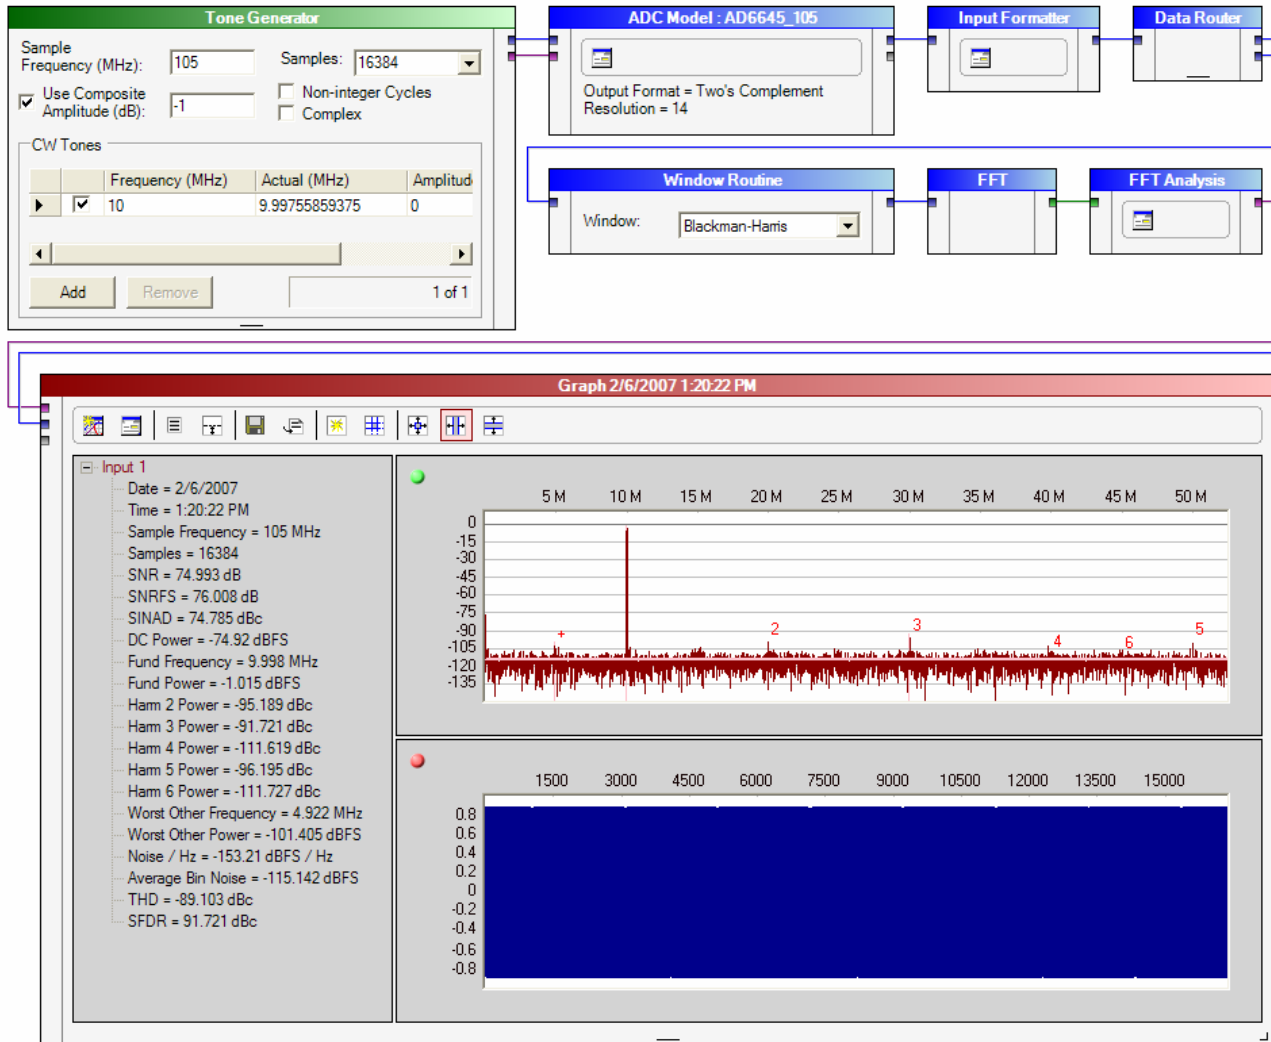 Tone Generator
Sample
Frequency (MHz):
105
Samples:
16384
Use Composite
Amplitude (dB):
-1
Non-integer Cycles
Complex
CW Tones
Frequency (MHz) Actual (MHz) Amplitud
10 9.99755859375 0
Add
Remove
1 of 1
ADC Model : AD6645_105
Output Format = Two's Complement
Resolution = 14
Input Formatter
Data Router
Window Routine
Window:
Blackman-Harris
FFT
FFT Analysis
Graph 2/6/2007 1:20:22 PM
Input 1
Date = 2/6/2007
Time = 1:20:22 PM
Sample Frequency = 105 MHz
Samples = 16384
SNR = 74.993 dB
SNRFS = 76.008 dB
SINAD = 74.785 dBc
DC Power = -74.92 dBFS
Fund Frequency = 9.998 MHz
Fund Power = -1.015 dBFS
Harm 2 Power = -95.189 dBc
Harm 3 Power = -91.721 dBc
Harm 4 Power = -111.619 dBc
Harm 5 Power = -96.195 dBc
Harm 6 Power = -111.727 dBc
Worst Other Frequency = 4.922 MHz
Worst Other Power = -101.405 dBFS
Noise / Hz = -153.21 dBFS / Hz
Average Bin Noise = -115.142 dBFS
THD = -89.103 dBc
SFDR = 91.721 dBc
5 M 10 M 15 M 20 M 25 M 30 M 35 M 40 M 45 M 50 M
0
-15
-30
-45
-60
-75
-90
-105
-120
-135
+ 2 3 4 6 5
1500 3000 4500 6000 7500 9000 10500 12000 13500 15000
0.8
0.6
0.4
0.2
0
-0.2
-0.4
-0.6
-0.8